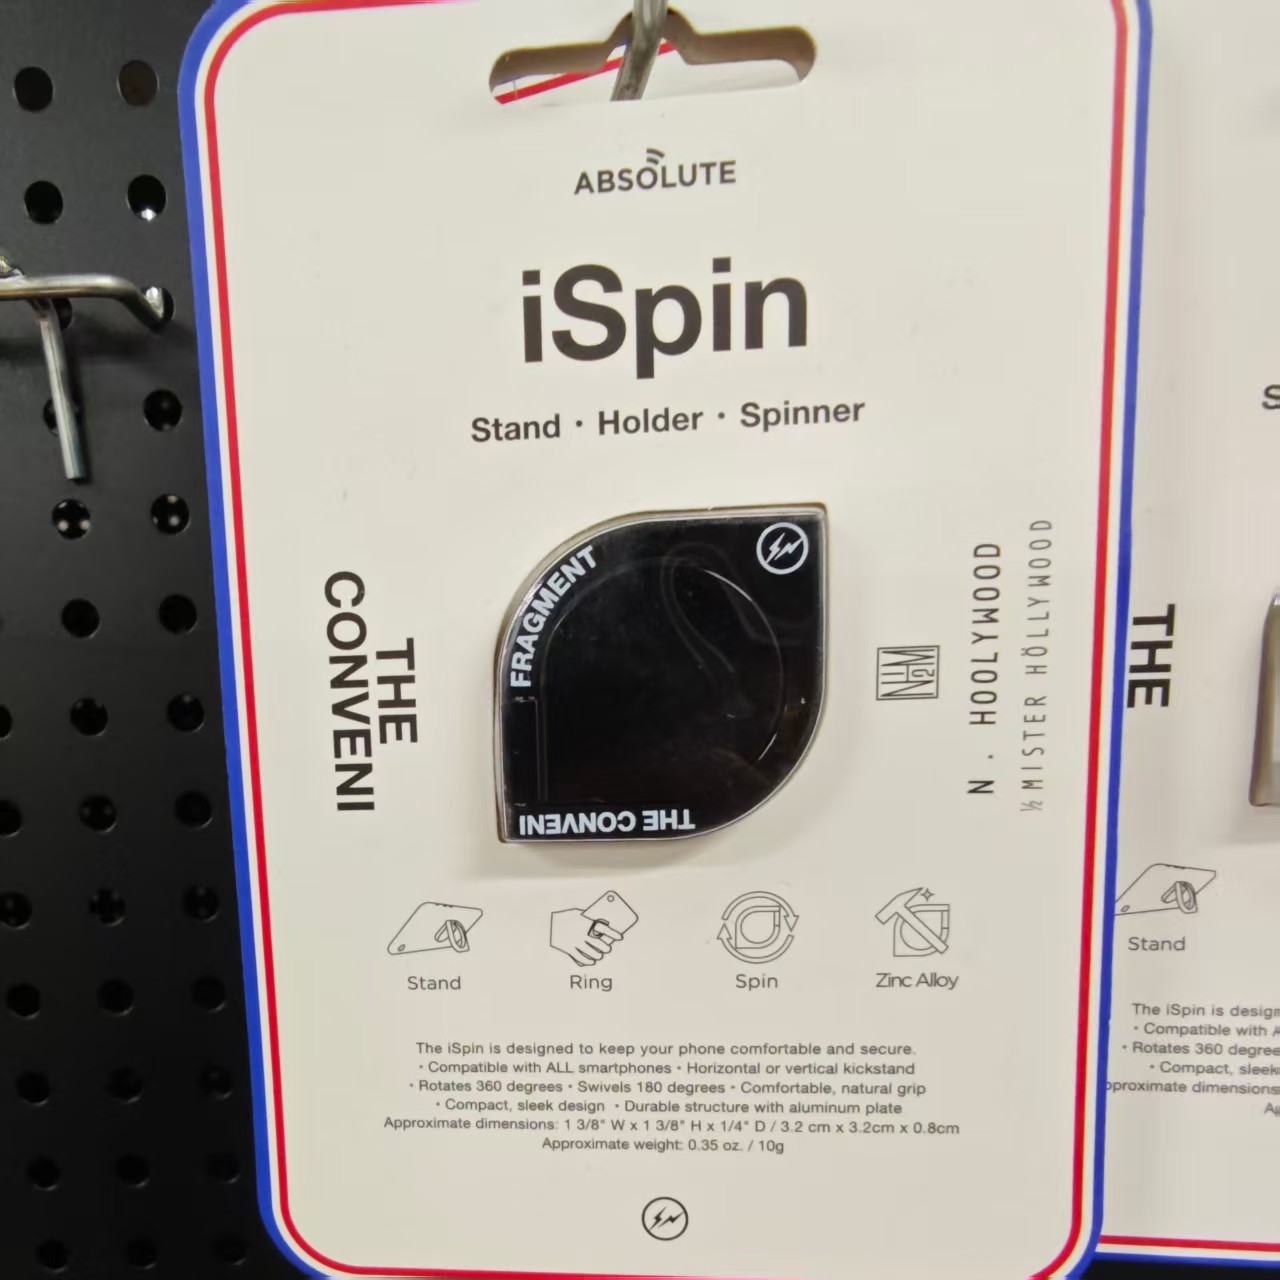 ABSOLUTE
iSpin
Stand · Holder · Spinner
FRAGMENT
THE CONVENI
THE
CONVENI
N. HOOLYWOOD
½ MISTER HÖLLYWOOD
Stand
Ring
Spin
Zinc Alloy
The iSpin is designed to keep your phone comfortable and secure.
· Compatible with ALL smartphones · Horizontal or vertical kickstand
· Rotates 360 degrees · Swivels 180 degrees · Comfortable, natural grip
· Compact, sleek design · Durable structure with aluminum plate
Approximate dimensions: 1 3/8" W x 1 3/8" H x 1/4" D / 3.2 cm x 3.2cm x 0.8cm
Approximate weight: 0.35 oz. / 10g
S
THE
Stand
The iSpin is design
· Compatible with A
· Rotates 360 degree
· Compact, sleek
pproximate dimensions
Ap